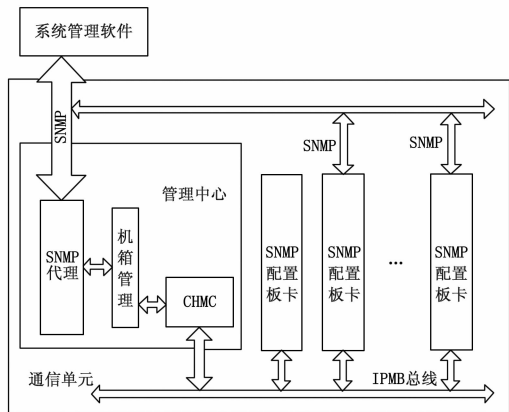 系统管理软件
SNMP
SNMP
SNMP
管理中心
SNMP
代理
机
箱
管
理
CHMC
SNMP
配置
板卡
SNMP
配置
板卡
...
SNMP
配置
板卡
通信单元
IPMB总线